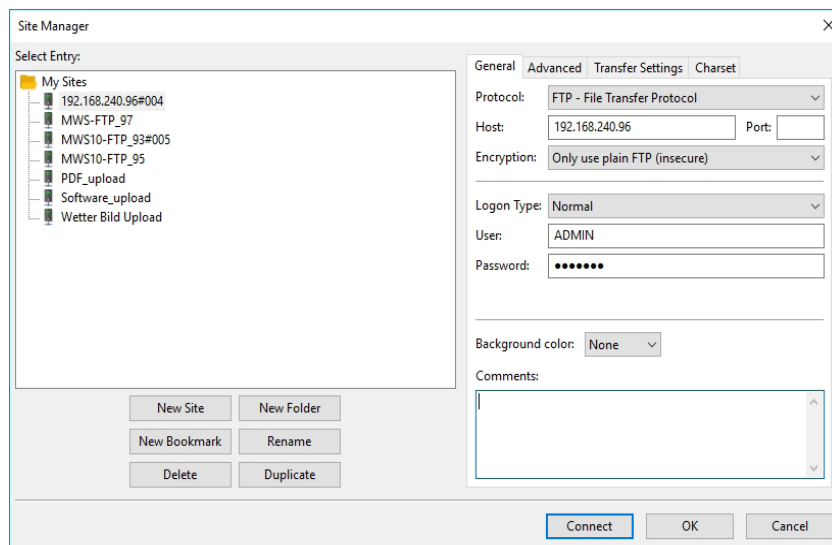 Site Manager
Select Entry:
My Sites
192.168.240.96#004
MWS-FTP_97
MWS10-FTP_93#005
MWS10-FTP_95
PDF_upload
Software_upload
Wetter Bild Upload
New Site New Folder
New Bookmark Rename
Delete Duplicate
General Advanced Transfer Settings Charset
Protocol: FTP - File Transfer Protocol
Host: 192.168.240.96 Port:
Encryption: Only use plain FTP (insecure)
Logon Type: Normal
User: ADMIN
Password: •••••••
Background color: None
Comments:
Connect OK Cancel